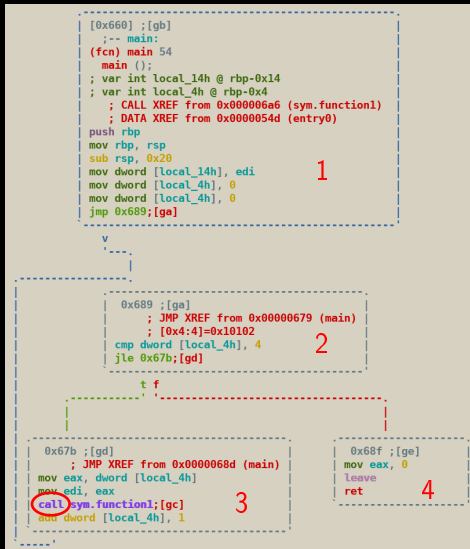 [0x660] ;[gb]
;-- main:
(fcn) main 54
main ();
; var int local_14h @ rbp-0x14
; var int local_4h @ rbp-0x4
; CALL XREF from 0x000006a6 (sym.function1)
; DATA XREF from 0x0000054d (entry0)
push rbp
mov rbp, rsp
sub rsp, 0x20
mov dword [local_14h], edi
mov dword [local_4h], 0
mov dword [local_4h], 0
jmp 0x689;[ga]
1
v
0x689 ;[ga]
; JMP XREF from 0x00000679 (main)
; [0x4:4]=0x10102
cmp dword [local_4h], 4
jle 0x67b;[gd]
2
t f
0x67b ;[gd]
; JMP XREF from 0x0000068d (main)
mov eax, dword [local_4h]
mov edi, eax
call sym.function1;[gc]
add dword [local_4h], 1
3
0x68f ;[ge]
mov eax, 0
leave
ret
4